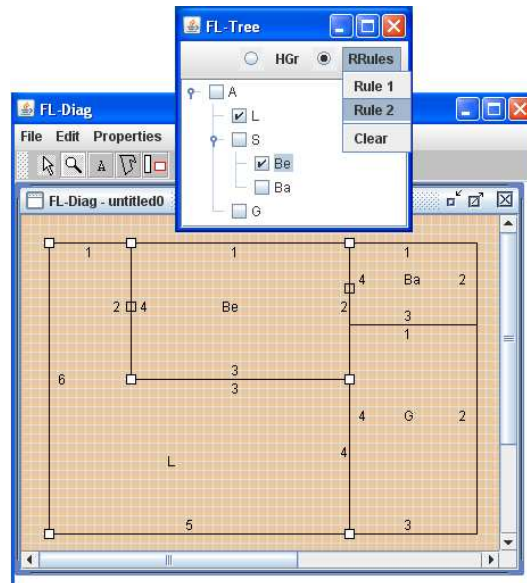 FL-Tree
HGr RRules
A
Rule 1
L
Rule 2
S
Clear
Be
Ba
G
FL-Diag
File Edit Properties
A
FL-Diag - untitled0
1 1 1
4 Ba 2
2 4 Be 2
3
1
3
3
6
4 G 2
L 4
5 3